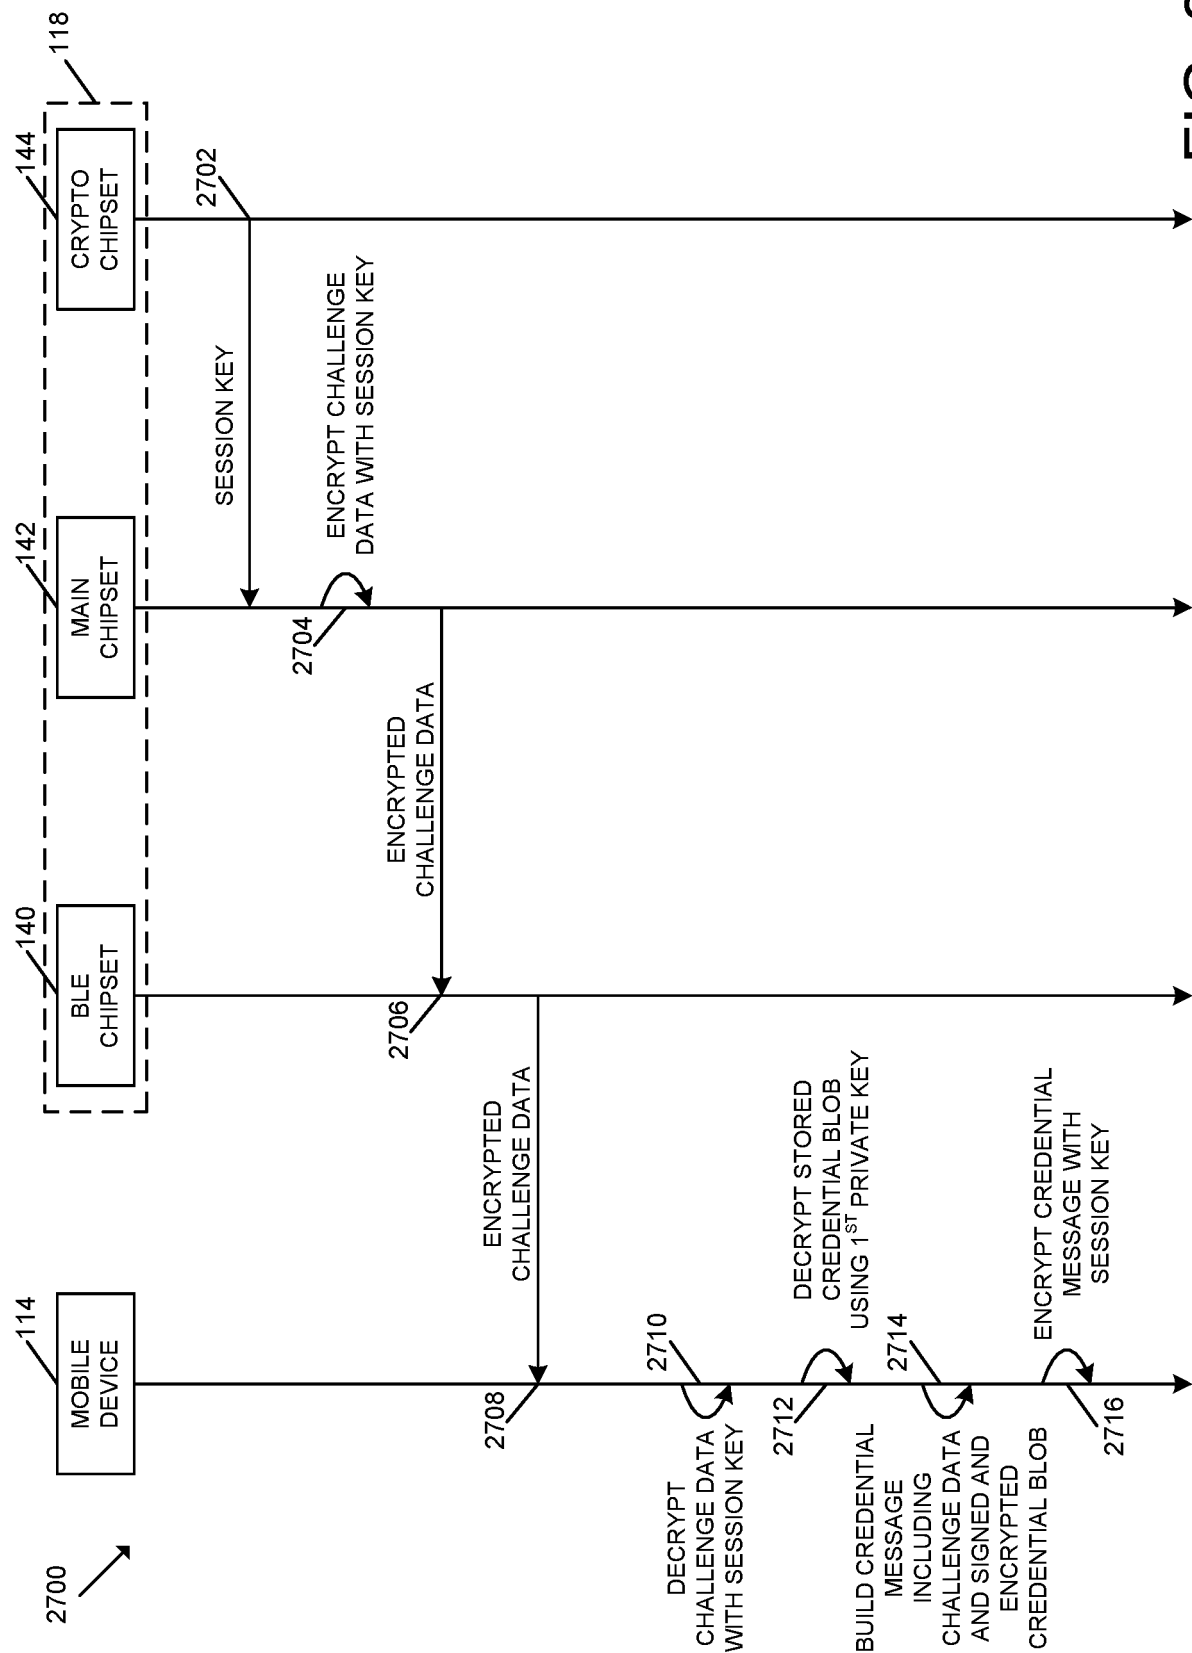 2700
114
MOBILE
DEVICE
140
BLE
CHIPSET
142
MAIN
CHIPSET
144
CRYPTO
CHIPSET
118
2702
SESSION KEY
2704
ENCRYPT CHALLENGE
DATA WITH SESSION KEY
2706
ENCRYPTED
CHALLENGE DATA
2708
ENCRYPTED
CHALLENGE DATA
2710
DECRYPT
CHALLENGE DATA
WITH SESSION KEY
2712
DECRYPT STORED
CREDENTIAL BLOB
USING 1ST PRIVATE KEY
2714
BUILD CREDENTIAL
MESSAGE
INCLUDING
CHALLENGE DATA
AND SIGNED AND
ENCRYPTED
CREDENTIAL BLOB
2716
ENCRYPT CREDENTIAL
MESSAGE WITH
SESSION KEY
FIG.